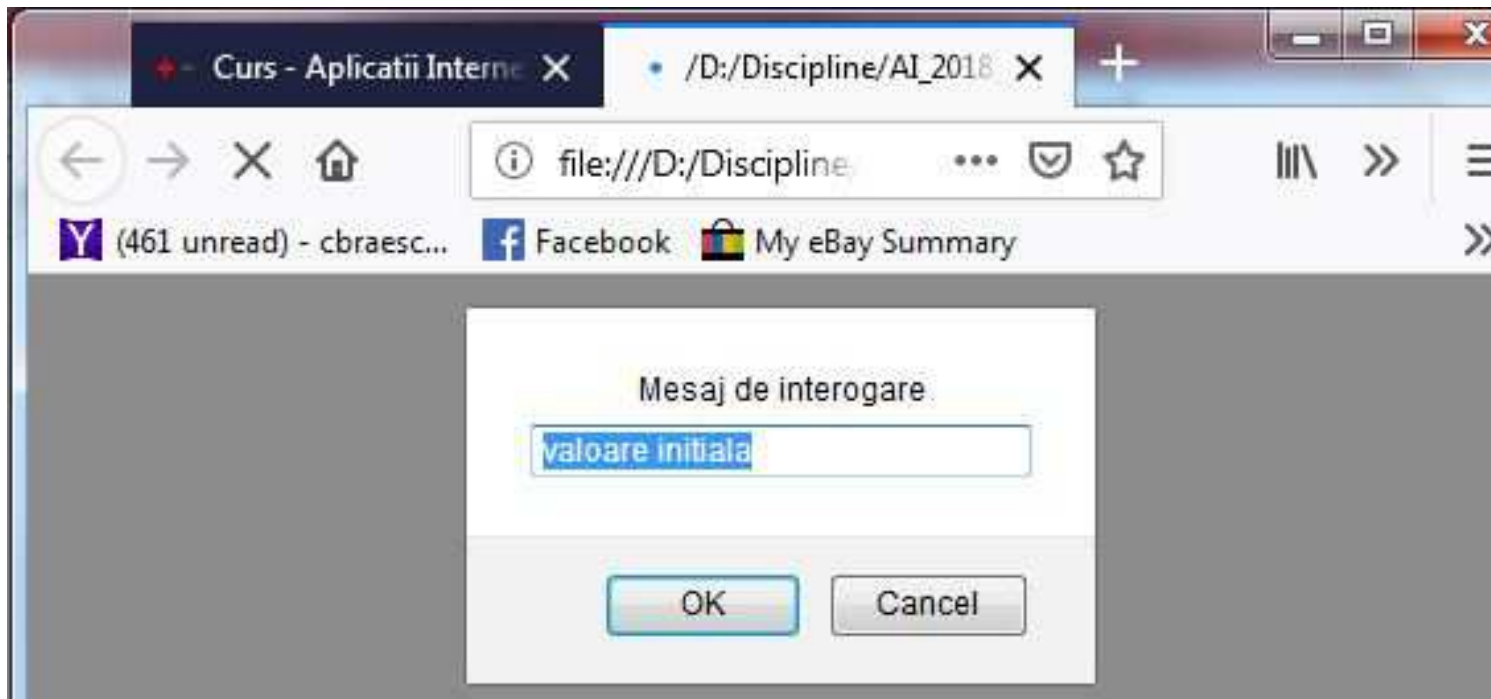 Curs - Aplicatii Interne
/D:/Discipline/AI_2018
file:///D:/Discipline/
(461 unread) - cbraesc...
Facebook
My eBay Summary
Mesaj de interogare
valoare initiala
OK
Cancel